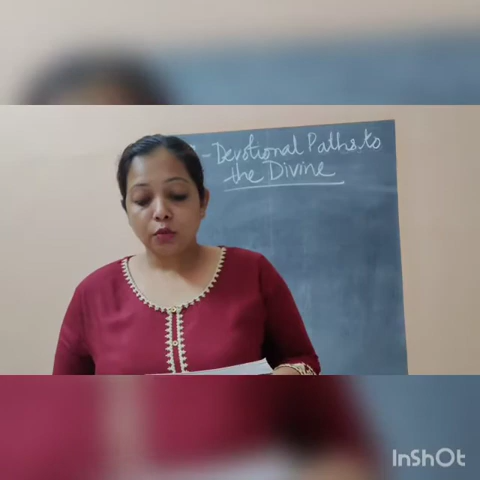 - Devotional Paths to
the Divine
InShOt